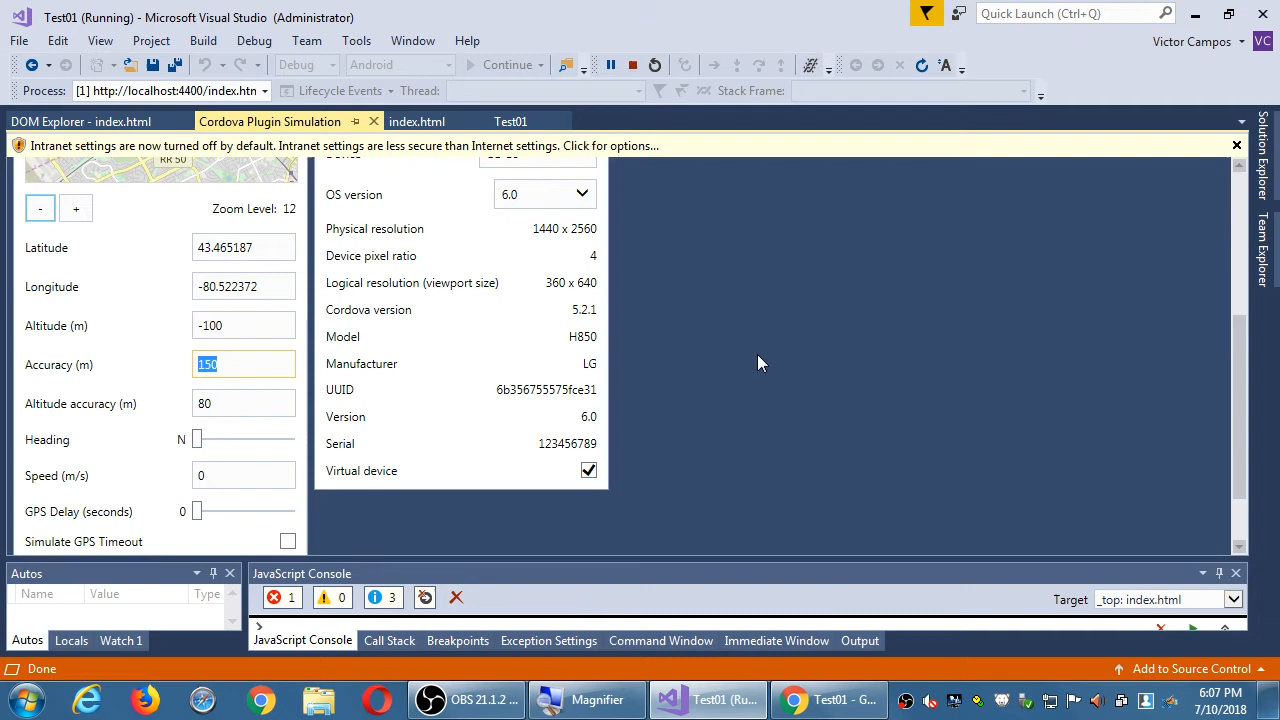 Test01 (Running) - Microsoft Visual Studio (Administrator)
Quick Launch (Ctrl+Q)
File Edit View Project Build Debug Team Tools Window Help
Victor Campos VC
Debug Android Continue
Process: [1] http://localhost:4400/index.htn Lifecycle Events Thread: Stack Frame:
DOM Explorer - index.html Cordova Plugin Simulation index.html Test01
Intranet settings are now turned off by default. Intranet settings are less secure than Internet settings. Click for options...
Solution Explorer
Team Explorer
RR 50
- + Zoom Level: 12
Latitude 43.465187
Longitude -80.522372
Altitude (m) -100
Accuracy (m) 150
Altitude accuracy (m) 80
Heading N
Speed (m/s) 0
GPS Delay (seconds) 0
Simulate GPS Timeout
OS version 6.0
Physical resolution 1440 x 2560
Device pixel ratio 4
Logical resolution (viewport size) 360 x 640
Cordova version 5.2.1
Model H850
Manufacturer LG
UUID 6b356755575fce31
Version 6.0
Serial 123456789
Virtual device
Autos
Name Value Type
Autos Locals Watch 1
JavaScript Console
1 0 3
Target _top: index.html
JavaScript Console Call Stack Breakpoints Exception Settings Command Window Immediate Window Output
Done
Add to Source Control
OBS 21.1.2 ... Magnifier Test01 (Ru... Test01 - G...
6:07 PM
7/10/2018